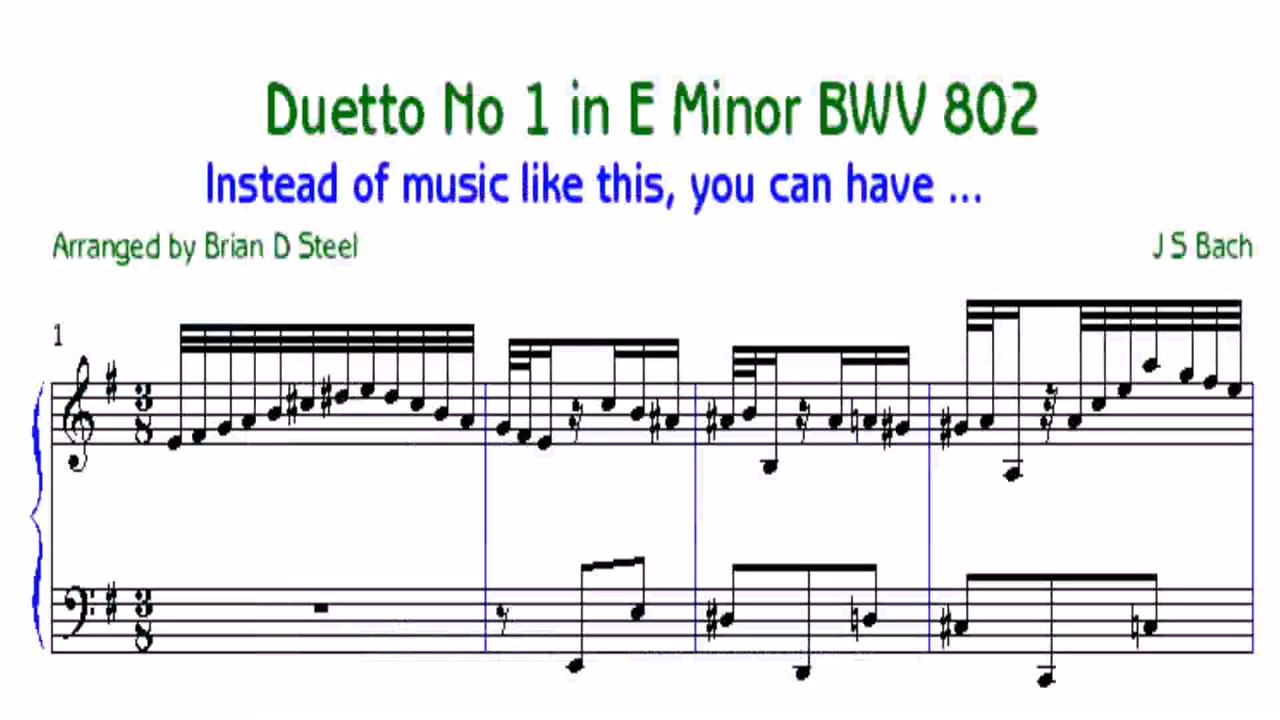 Duetto No 1 in E Minor BWV 802
Instead of music like this, you can have ...
Arranged by Brian D Steel
J S Bach
1
3
8
3
8